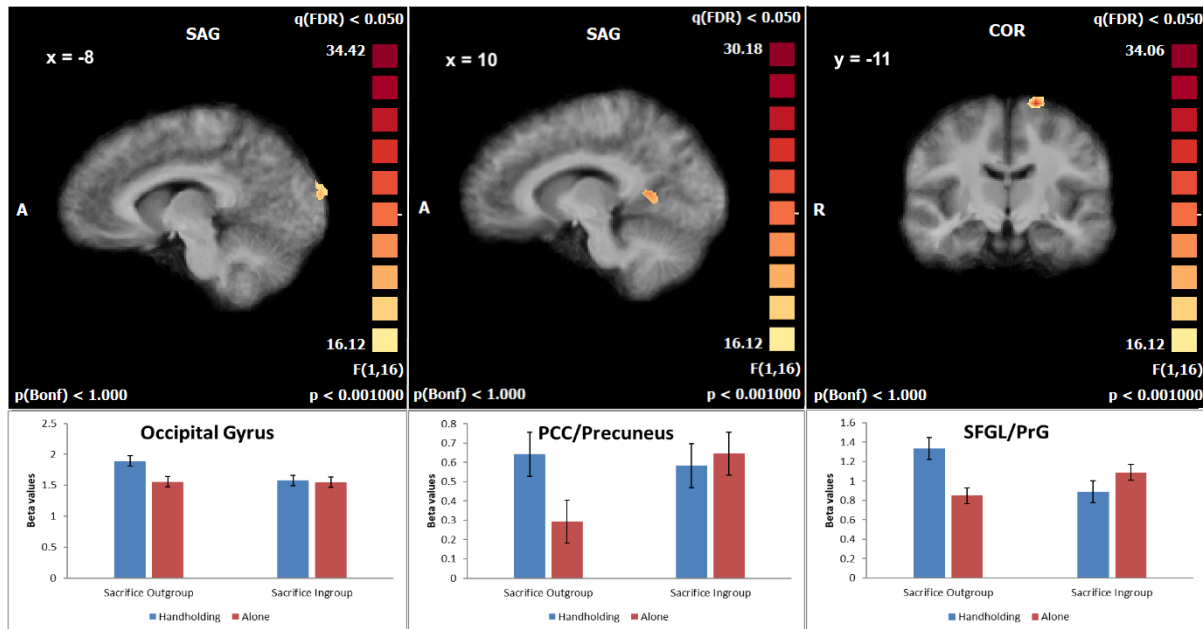 q(FDR) < 0.050
SAG
34.42
x = -8
A
16.12
F(1,16)
p(Bonf) < 1.000
p < 0.001000
q(FDR) < 0.050
SAG
30.18
x = 10
A
16.12
F(1,16)
p(Bonf) < 1.000
p < 0.001000
q(FDR) < 0.050
COR
34.06
y = -11
R
16.12
F(1,16)
p(Bonf) < 1.000
p < 0.001000
Occipital Gyrus
Beta values
2.5
2
1.5
1
0.5
0
Sacrifice Outgroup
Sacrifice Ingroup
Handholding
Alone
PCC/Precuneus
Beta values
0.8
0.7
0.6
0.5
0.4
0.3
0.2
0.1
0
Sacrifice Outgroup
Sacrifice Ingroup
Handholding
Alone
SFGL/PrG
Beta values
1.6
1.4
1.2
1
0.8
0.6
0.4
0.2
0
Sacrifice Outgroup
Sacrifice Ingroup
Handholding
Alone